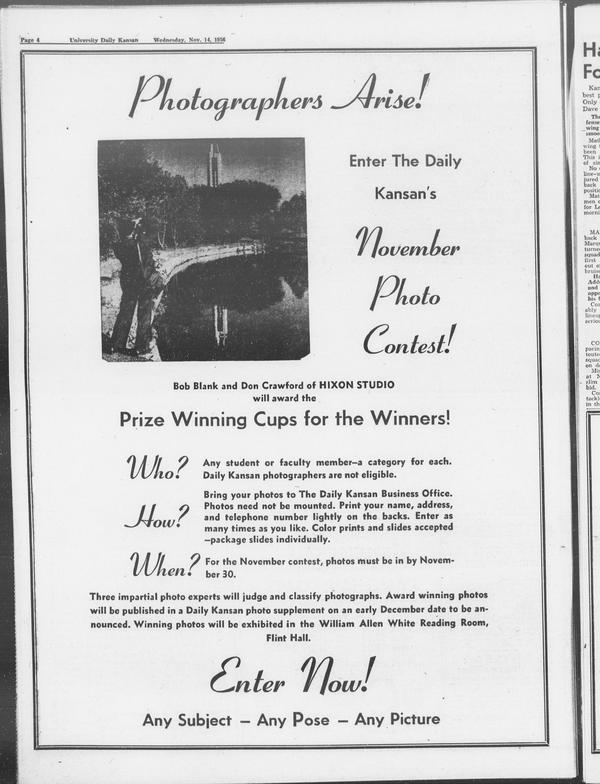 Page 4 University Daily Kansan Wednesday, Nov. 14, 1956
Photographers Arise!
Enter The Daily
Kansan's
November
Photo
Contest!
Bob Blank and Don Crawford of HIXON STUDIO
will award the
Prize Winning Cups for the Winners!
Who? Any student or faculty member—a category for each.
Daily Kansan photographers are not eligible.
How? Bring your photos to The Daily Kansan Business Office.
Photos need not be mounted. Print your name, address,
and telephone number lightly on the backs. Enter as
many times as you like. Color prints and slides accepted
—package slides individually.
When? For the November contest, photos must be in by Novem-
ber 30.
Three impartial photo experts will judge and classify photographs. Award winning photos
will be published in a Daily Kansan photo supplement on an early December date to be an-
nounced. Winning photos will be exhibited in the William Allen White Reading Room,
Flint Hall.
Enter Now!
Any Subject — Any Pose — Any Picture